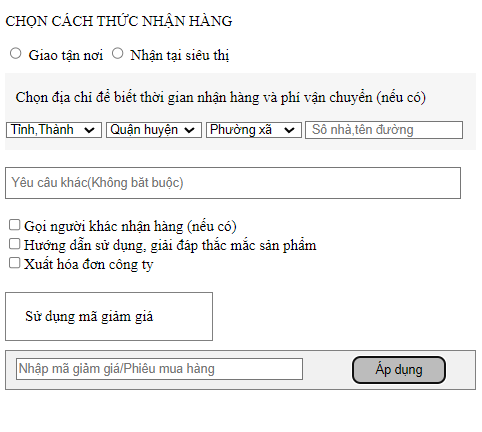 CHỌN CÁCH THỨC NHẬN HÀNG
Giao tận nơi Nhận tại siêu thị
Chọn địa chỉ để biết thời gian nhận hàng và phí vận chuyển (nếu có)
Tỉnh,Thành Quận huyện Phường xã Số nhà,tên đường
Yêu câu khác(Không băt buộc)
Gọi người khác nhận hàng (nếu có)
Hướng dẫn sử dụng, giải đáp thắc mắc sản phẩm
Xuất hóa đơn công ty
Sử dụng mã giảm giá
Nhập mã giảm giá/Phiêu mua hàng Áp dụng